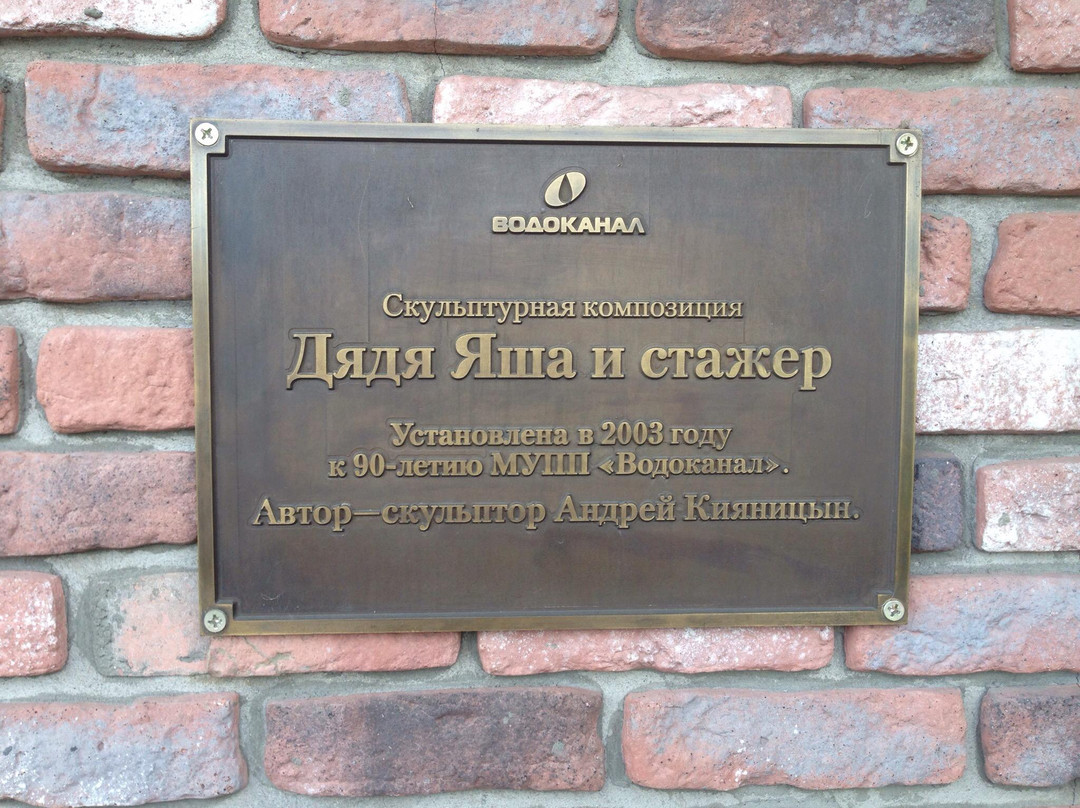 ВОДОКАНАЛ
Скульптурная композиция
Дядя Яша и стажер
Установлена в 2003 году
к 90-летию МУПП «Водоканал».
Автор—скульптор Андрей Кияницын.